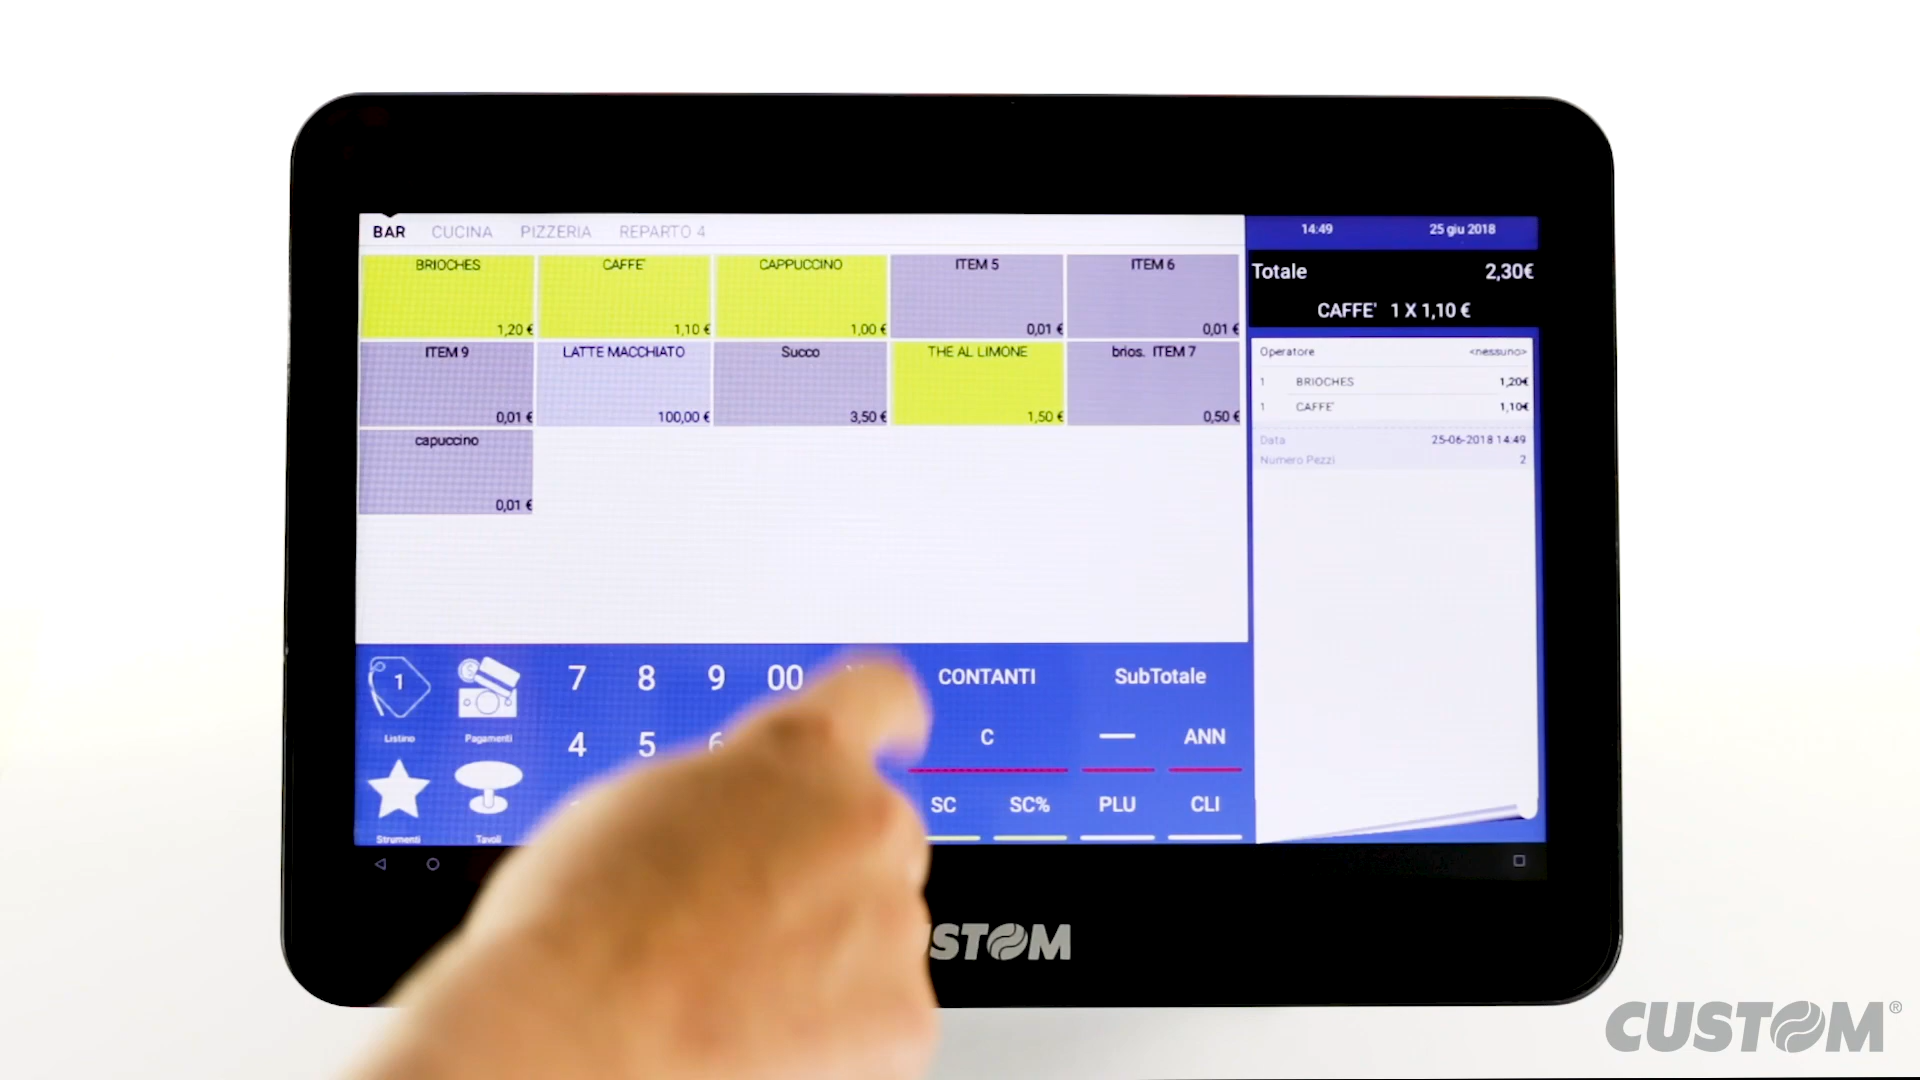 BAR CUCINA PIZZERIA REPARTO 4
14:49 25 giu 2018
Totale 2,30€
CAFFE' 1 X 1,10 €
BRIOCHES CAFFE' CAPPUCCINO ITEM 5 ITEM 6
1,20 € 1,10 € 1,00 € 0,01 € 0,01 €
ITEM 9 LATTE MACCHIATO Succo THE AL LIMONE brios. ITEM 7
0,01 € 100,00 € 3,50 € 1,50 € 0,50 €
capuccino
0,01 €
Operatore <nessuno>
1 BRIOCHES 1,20€
1 CAFFE' 1,10€
Data 25-06-2018 14:49
Numero Pezzi 2
1 7 8 9 00 CONTANTI SubTotale
Listino Pagamenti 4 5 6 C — ANN
SC SC% PLU CLI
Strumenti Tavoli
CUSTOM®